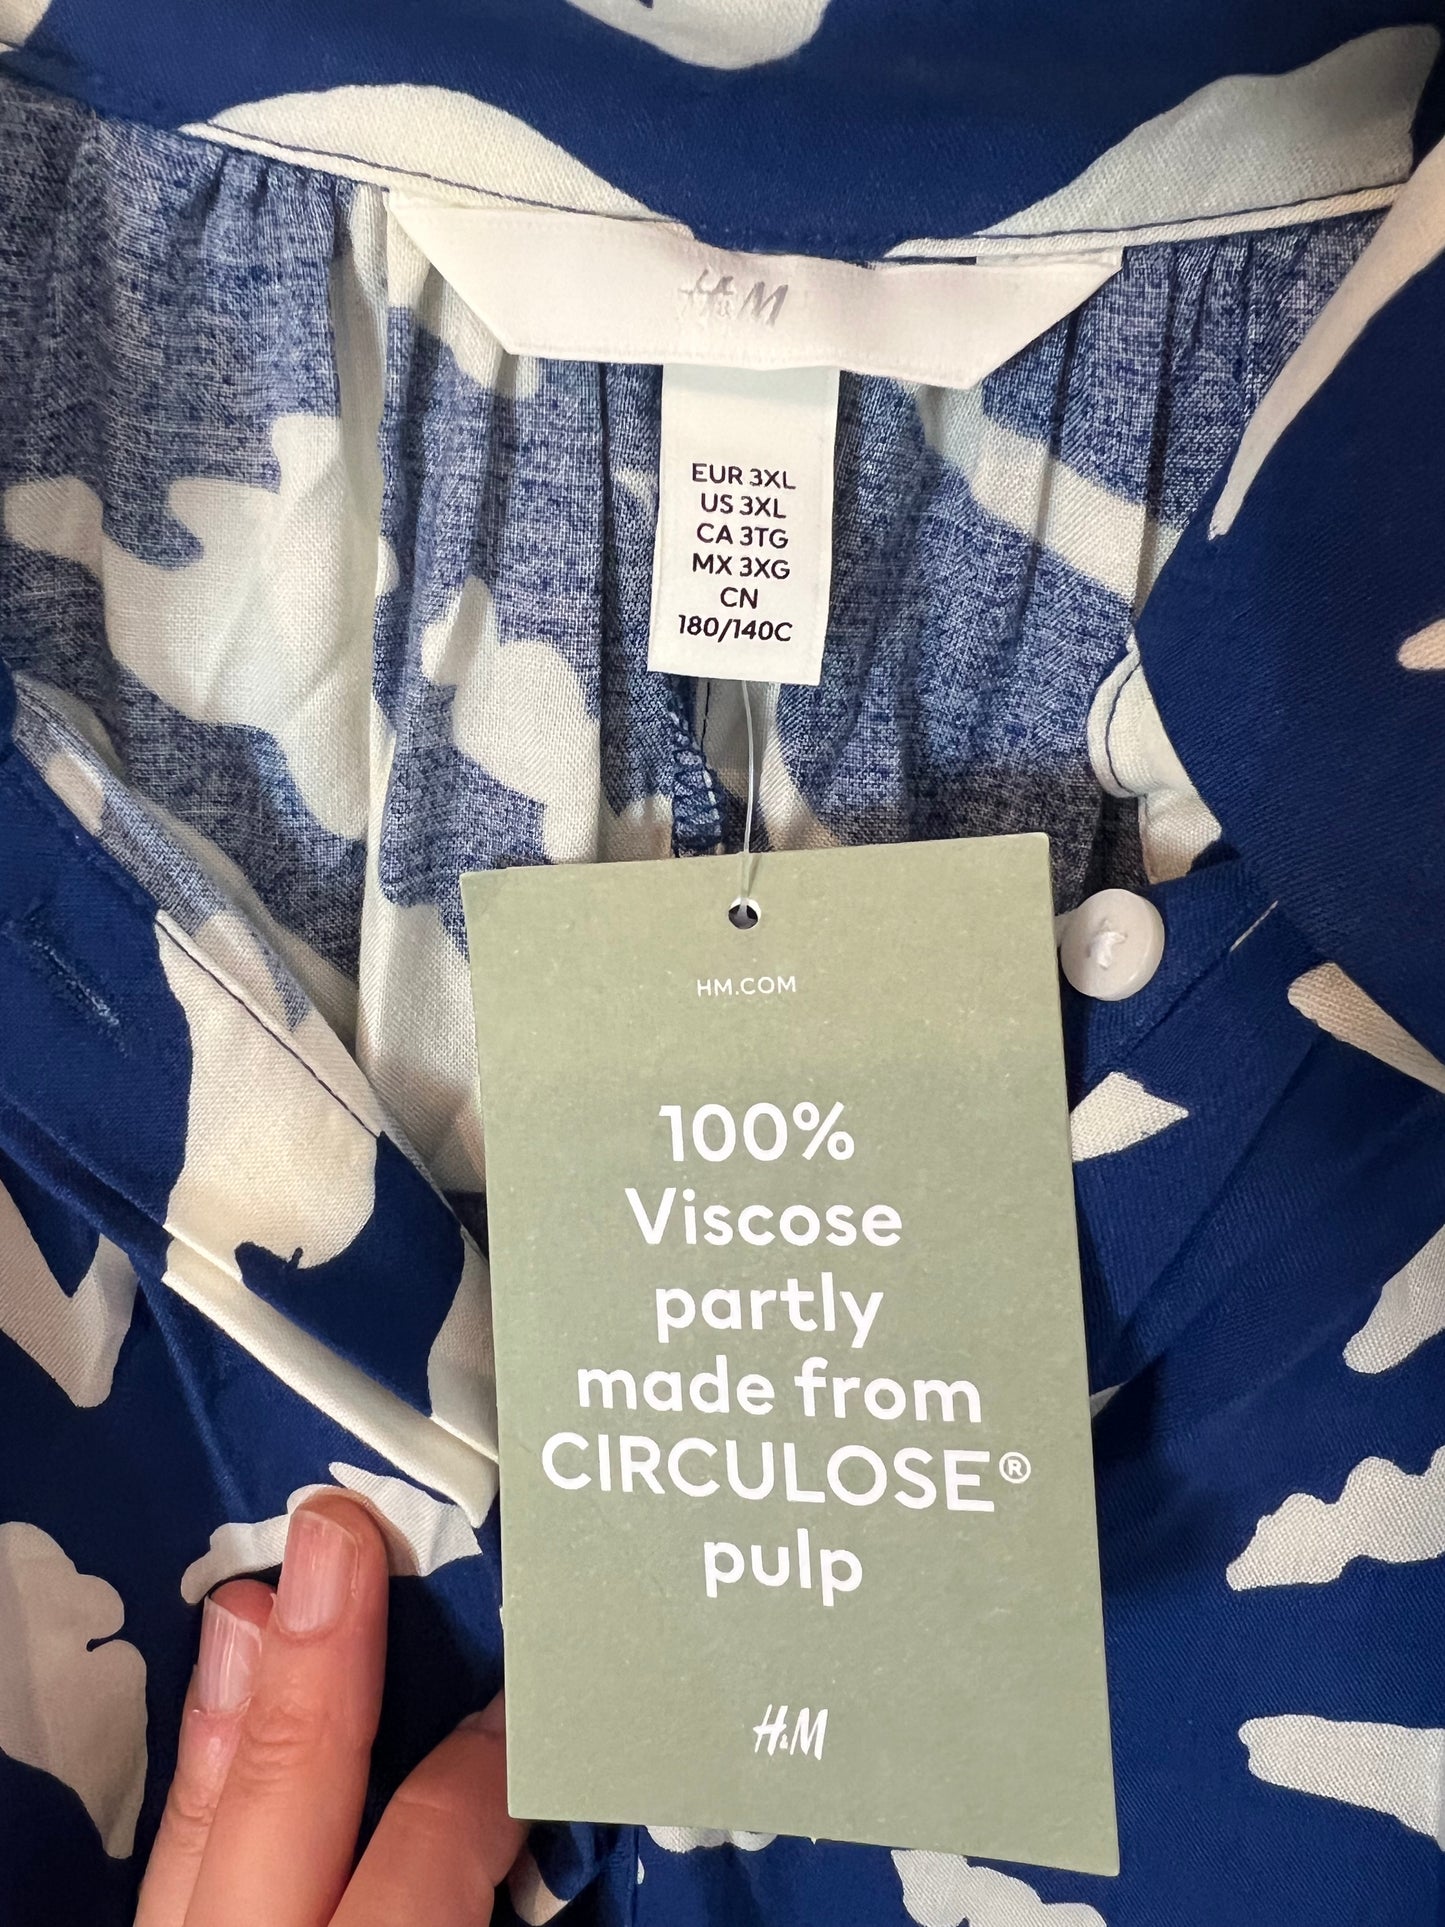 H&M
EUR 3XL
US 3XL
CA 3TG
MX 3XG
CN
180/140C
HM.COM
100%
Viscose
partly
made from
CIRCULOSE®
pulp
H&M